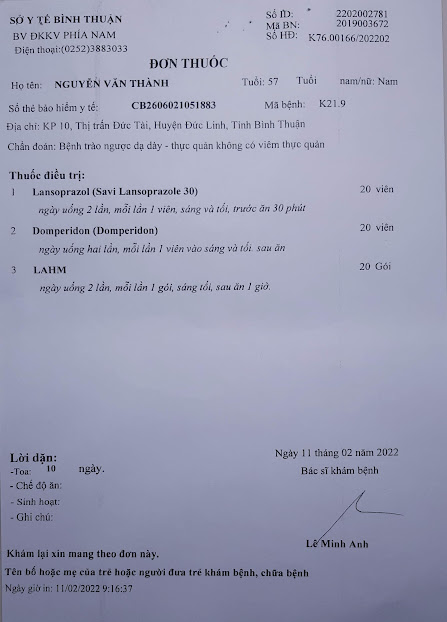 SỞ Y TẾ BÌNH THUẬN
BV ĐKKV PHÍA NAM
Điện thoại:(0252)3883033
Số ID: 2202002781
Mã BN: 2019003672
Số HĐ: K76.00166/202202
ĐƠN THUỐC
Họ tên: NGUYỄN VĂN THÀNH Tuổi: 57 Tuổi nam/nữ: Nam
Số thẻ bảo hiểm y tế: CB2606021051883 Mã bệnh: K21.9
Địa chỉ: KP 10, Thị trấn Đức Tài, Huyện Đức Linh, Tỉnh Bình Thuận
Chẩn đoán: Bệnh trào ngược dạ dày - thực quản không có viêm thực quản
Thuốc điều trị:
1 Lansoprazol (Savi Lansoprazole 30) 20 viên
ngày uống 2 lần, mỗi lần 1 viên, sáng và tối, trước ăn 30 phút
2 Domperidon (Domperidon) 20 viên
ngày uống hai lần, mỗi lần 1 viên vào sáng và tối. sau ăn
3 LAHM 20 Gói
ngày uống 2 lần, mỗi lần 1 gói, sáng tối, sau ăn 1 giờ.
Lời dặn:
-Toa: 10 ngày.
- Chế độ ăn:
- Sinh hoạt:
- Ghi chú:
Ngày 11 tháng 02 năm 2022
Bác sĩ khám bệnh
Lê Minh Anh
Khám lại xin mang theo đơn này.
Tên bố hoặc mẹ của trẻ hoặc người đưa trẻ khám bệnh, chữa bệnh
Ngày giờ in: 11/02/2022 9:16:37